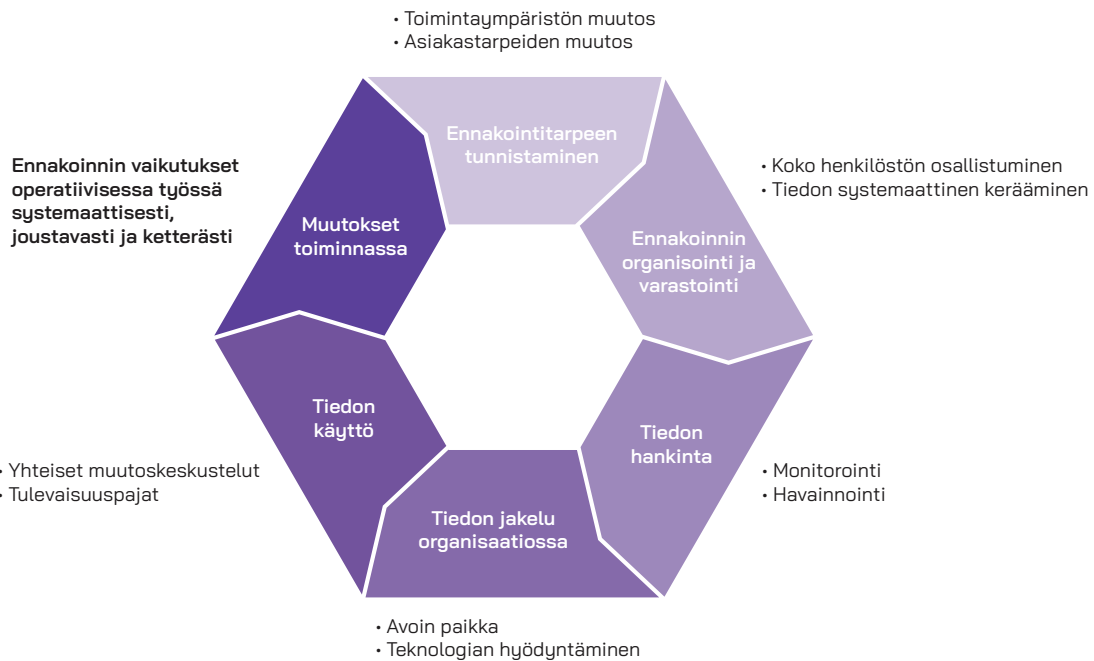 • Toimintaympäristön muutos
• Asiakastarpeiden muutos
Ennakointitarpeen
tunnistaminen
• Koko henkilöstön osallistuminen
• Tiedon systemaattinen kerääminen
Ennakoinnin
organisointi ja
varastointi
Tiedon
hankinta
• Monitorointi
• Havainnointi
Tiedon jakelu
organisaatiossa
• Avoin paikka
• Teknologian hyödyntäminen
Tiedon
käyttö
• Yhteiset muutoskeskustelut
• Tulevaisuuspajat
Muutokset
toiminnassa
Ennakoinnin vaikutukset
operatiivisessa työssä
systemaattisesti,
joustavasti ja ketterästi